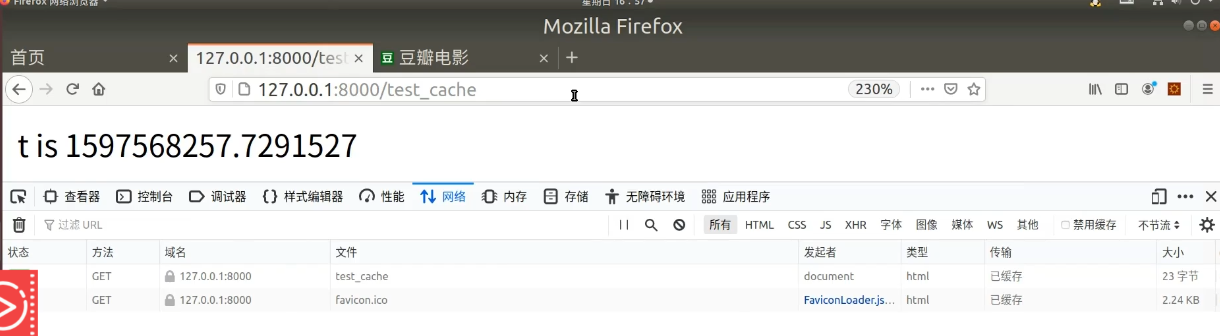 Firefox 网络浏览器
星期日 16：57
Mozilla Firefox
首页 × 127.0.0.1:8000/test × 豆 豆瓣电影 × +
127.0.0.1:8000/test_cache 230%
t is 1597568257.7291527
查看器 控制台 调试器 样式编辑器 性能 网络 内存 存储 无障碍环境 应用程序
过滤 URL 所有 HTML CSS JS XHR 字体 图像 媒体 WS 其他 禁用缓存 不节流
状态 方法 域名 文件 发起者 类型 传输 大小
GET 127.0.0.1:8000 test_cache document html 已缓存 23 字节
GET 127.0.0.1:8000 favicon.ico FaviconLoader.js... html 已缓存 2.24 KB